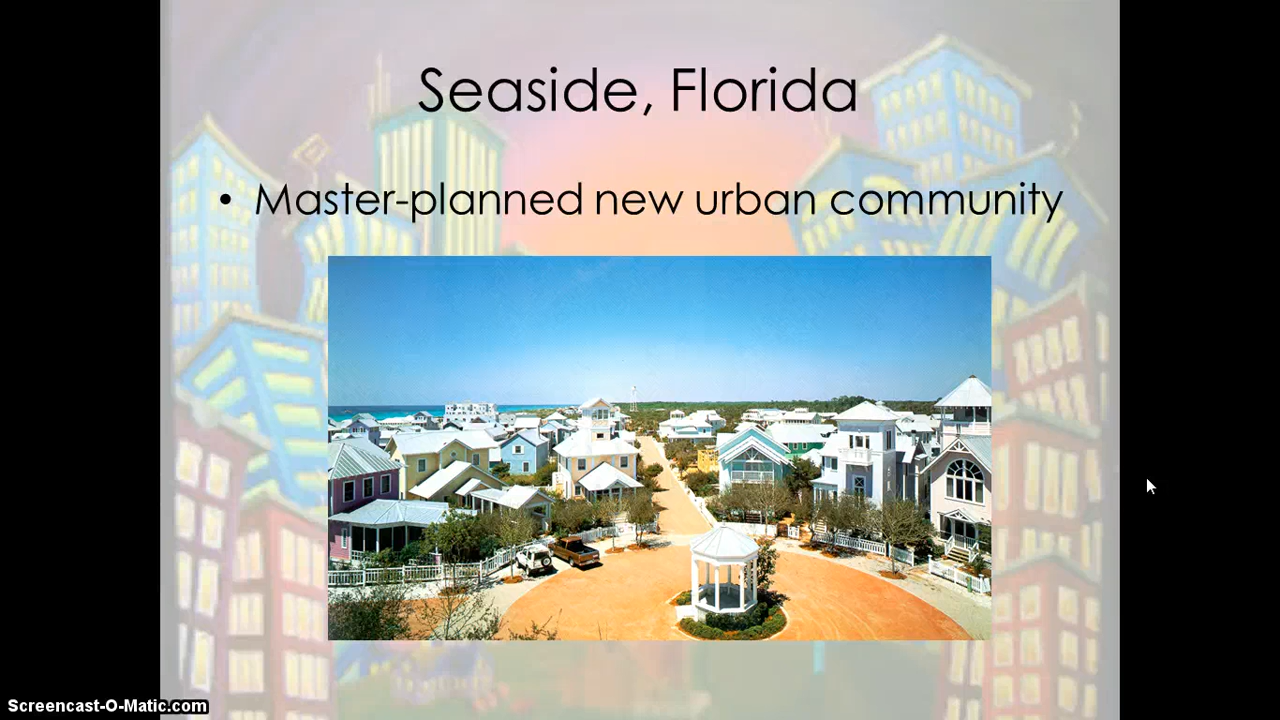 Seaside, Florida
• Master-planned new urban community
Screencast-O-Matic.com